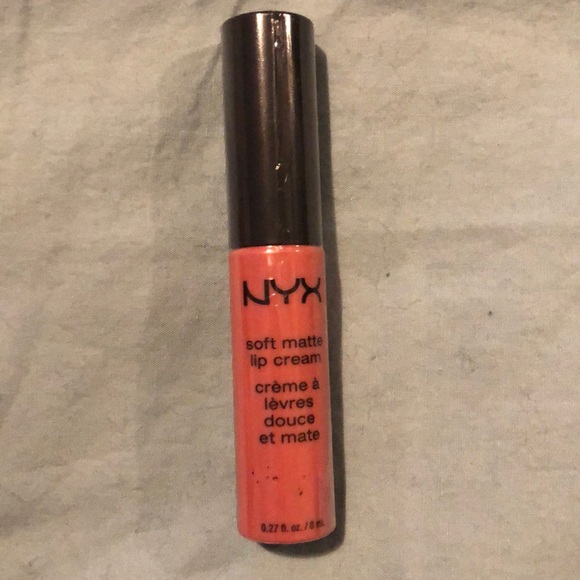 NYX
soft matte
lip cream
crème à
lèvres
douce
et mate
0.27 fl. oz. / 8 mL